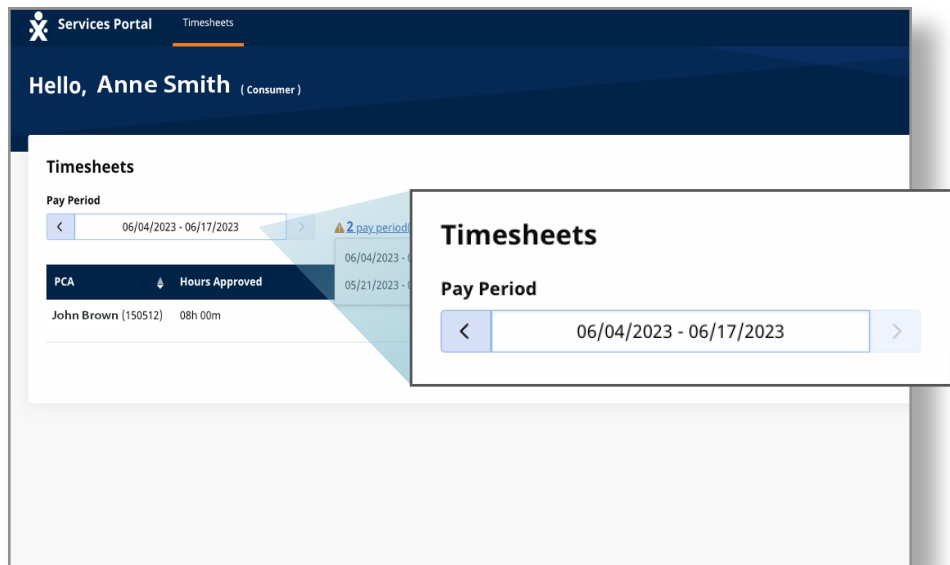 Services Portal
Timesheets
Hello, Anne Smith ( Consumer )
Timesheets
Pay Period
06/04/2023 - 06/17/2023
2 pay period
06/04/2023 -
05/21/2023 -
PCA
Hours Approved
John Brown (150512)
08h 00m
Timesheets
Pay Period
06/04/2023 - 06/17/2023